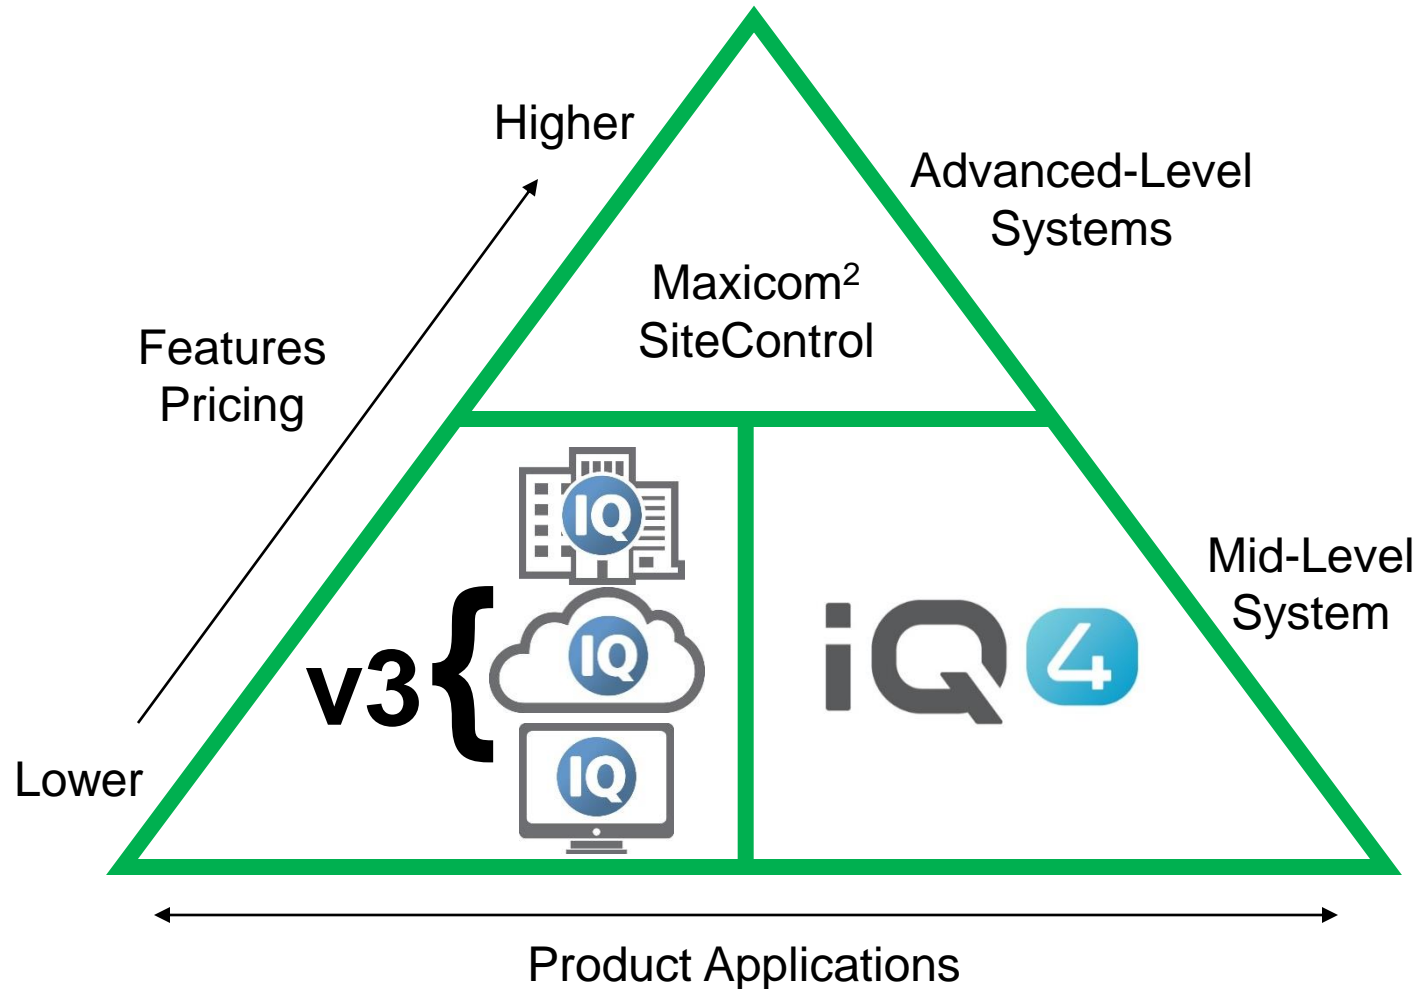 Higher
Advanced-Level
Systems
Maxicom²
SiteControl
Features
Pricing
IQ
Mid-Level
System
v3{
IQ
iQ4
IQ
Lower
Product Applications